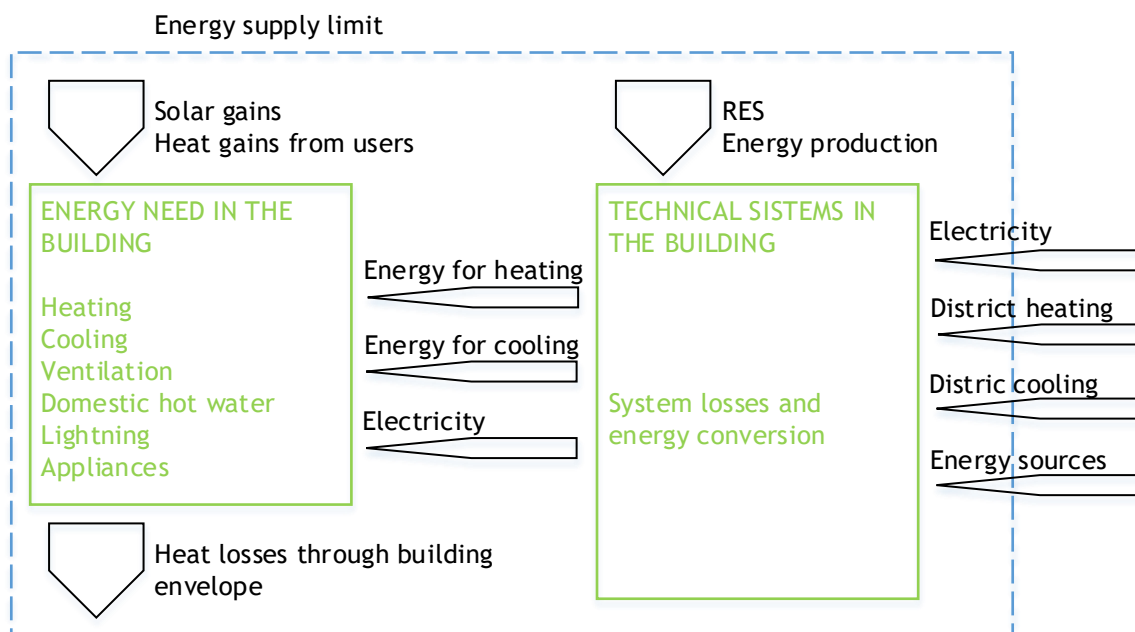 Energy supply limit
Solar gains
Heat gains from users
RES
Energy production
ENERGY NEED IN THE
BUILDING
Heating
Cooling
Ventilation
Domestic hot water
Lightning
Appliances
Energy for heating
Energy for cooling
Electricity
TECHNICAL SISTEMS IN
THE BUILDING
System losses and
energy conversion
Electricity
District heating
Distric cooling
Energy sources
Heat losses through building
envelope